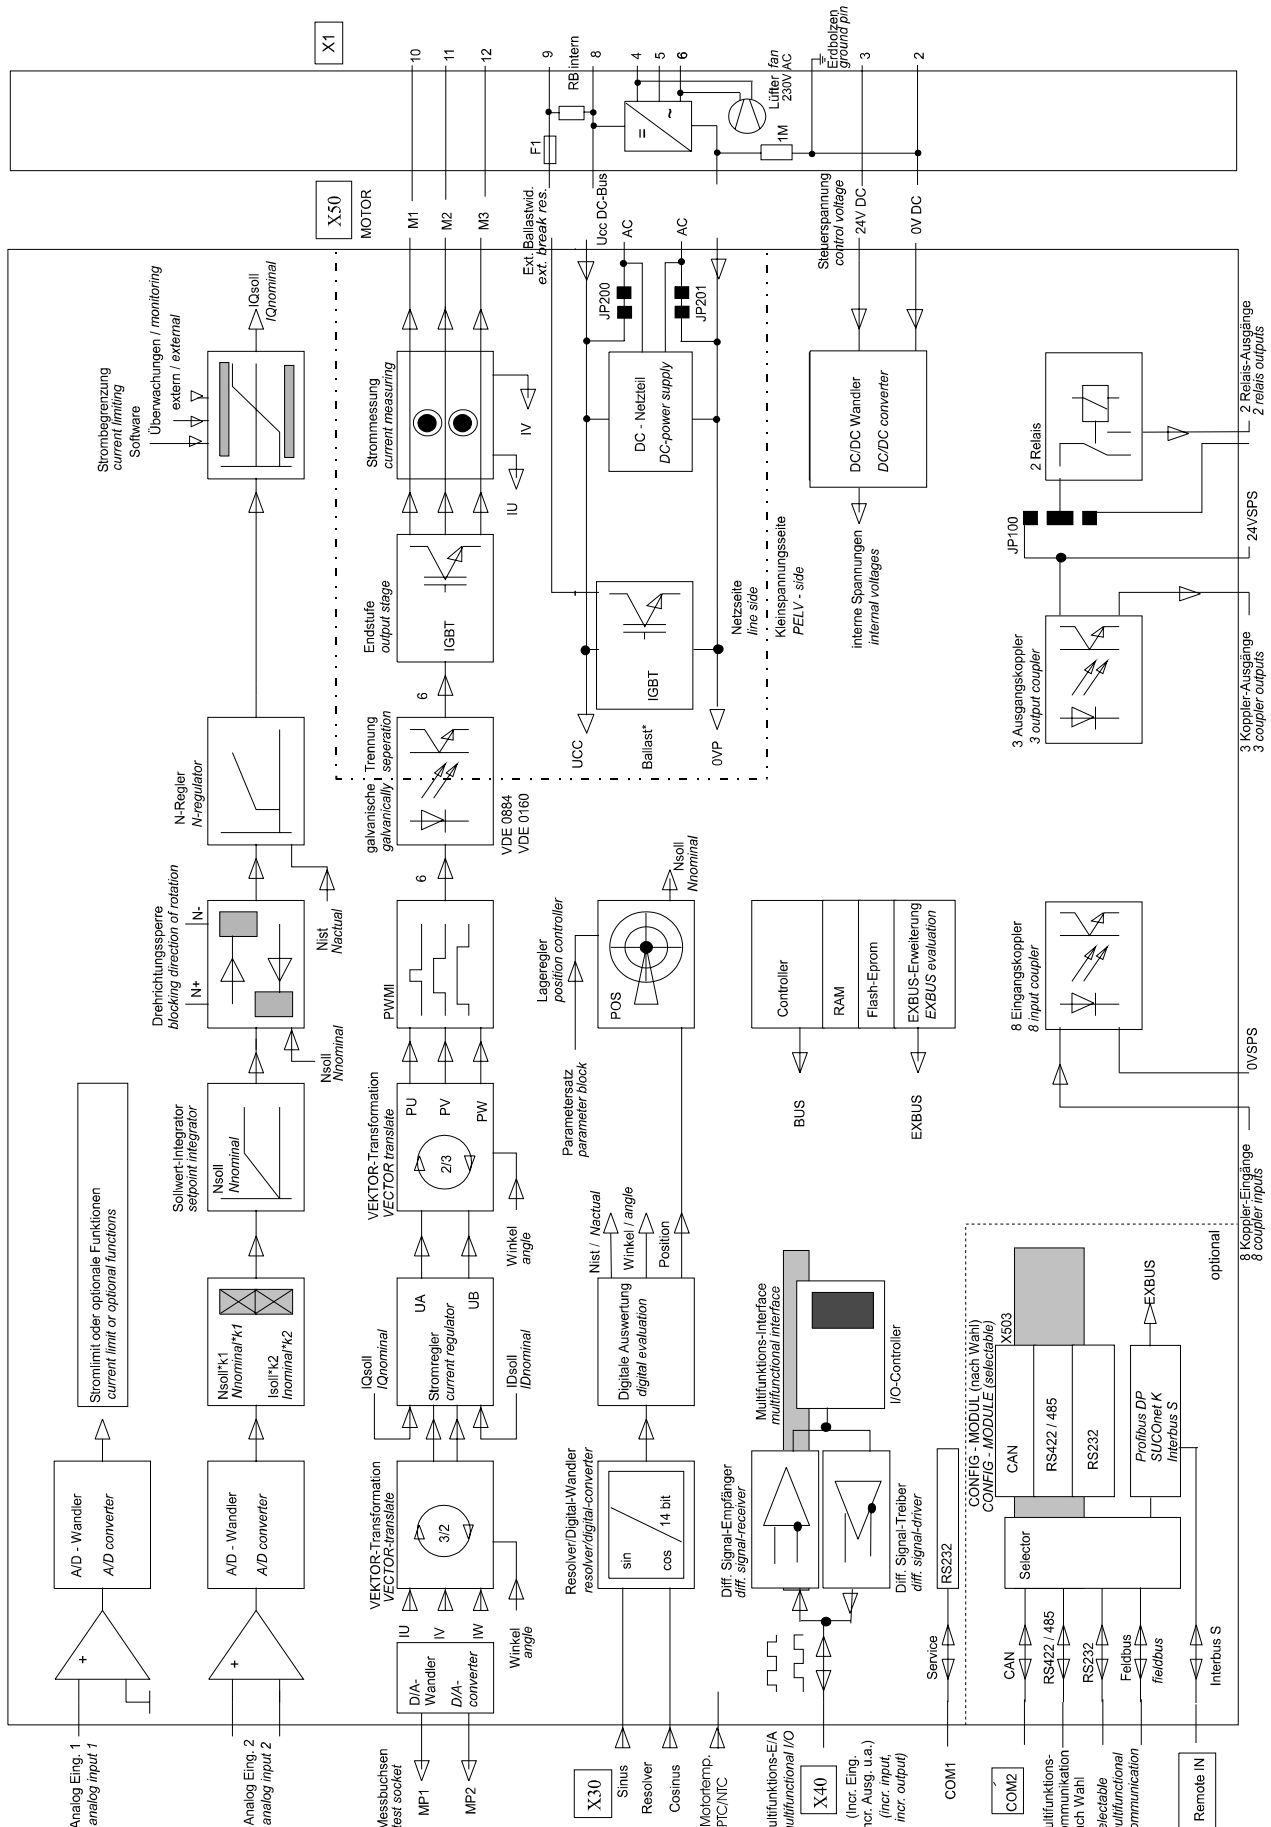 X1
10
11
12
9
RB intern
8
4
5
6
Lüfter fan
230V AC
Erdbolzen
ground pin
3
2
F1
=
~
1M
X50
MOTOR
M1
M2
M3
Ext. Ballastwid.
ext. break res.
Ucc DC-Bus
AC
AC
Steuerspannung
control voltage
24V DC
0V DC
Strombegrenzung
current limiting
Software
Überwachungen / monitoring
extern / external
IQsoll
IQnominal
Strommessung
current measuring
IV
IU
JP200
JP201
DC - Netzteil
DC-power supply
DC/DC Wandler
DC/DC converter
interne Spannungen
internal voltages
2 Relais
2 Relais-Ausgänge
2 relais outputs
JP100
24VSPS
Endstufe
output stage
IGBT
6
IGBT
Netzseite
line side
Kleinspannungsseite
PELV - side
UCC
Ballast*
0VP
3 Ausgangskoppler
3 output coupler
3 Koppler-Ausgänge
3 coupler outputs
N-Regler
N-regulator
galvanische Trennung
galvanically seperation
VDE 0884
VDE 0160
6
Drehrichtungssperre
blocking direction of rotation
N+
N-
Nist
Nactual
Nsoll
Nnominal
PWMI
Lageregler
position controller
POS
Nsoll
Nnominal
Parametersatz
parameter block
Controller
RAM
Flash-Eprom
EXBUS-Erweiterung
EXBUS evaluation
BUS
EXBUS
8 Eingangskoppler
8 input coupler
0VSPS
8 Koppler-Eingänge
8 coupler inputs
Stromlimit oder optionale Funktionen
current limit or optional functions
Sollwert-Integrator
setpoint integrator
Nsoll
Nnominal
VEKTOR-Transformation
VECTOR translate
PU
PV
PW
2/3
Winkel
angle
Nsoll*k1
Nnominal*k1
Isoll*k2
Inominal*k2
IQsoll
IQnominal
UA
UB
Stromregler
current regulator
IDsoll
IDnominal
Nist / Nactual
Winkel / angle
Position
Digitale Auswertung
digital evaluation
Multifunktions-Interface
multifunctional interface
I/O-Controller
optional
EXBUS
CONFIG - MODUL (nach Wahl)
CONFIG - MODULE (selectable)
X503
CAN
RS422 / 485
RS232
Profibus DP
SUCOnet K
Interbus S
A/D - Wandler
A/D converter
A/D - Wandler
A/D converter
VEKTOR-Transformation
VECTOR-translate
3/2
IU
IV
IW
Winkel
angle
Resolver/Digital-Wandler
resolver/digital-converter
sin
cos
14 bit
Diff. Signal-Empfänger
diff. signal-receiver
Diff. Signal-Treiber
diff. signal-driver
RS232
Selector
+
+
D/A-
Wandler
D/A-
converter
Service
CAN
RS422 / 485
RS232
Feldbus
fieldbus
Interbus S
Analog Eing. 1
analog input 1
Analog Eing. 2
analog input 2
Messbuchsen
test socket
MP1
MP2
X30
Sinus
Resolver
Cosinus
Motortemp.
PTC/NTC
ultifunktions-E/A
ultifunctional I/O
X40
(Incr. Eing.
ncr. Ausg. u.a.)
(incr. input,
incr. output)
COM1
COM2
ultifunktions-
ommunikation
ach Wahl
electable
ultifunctional
ommunication
Remote IN